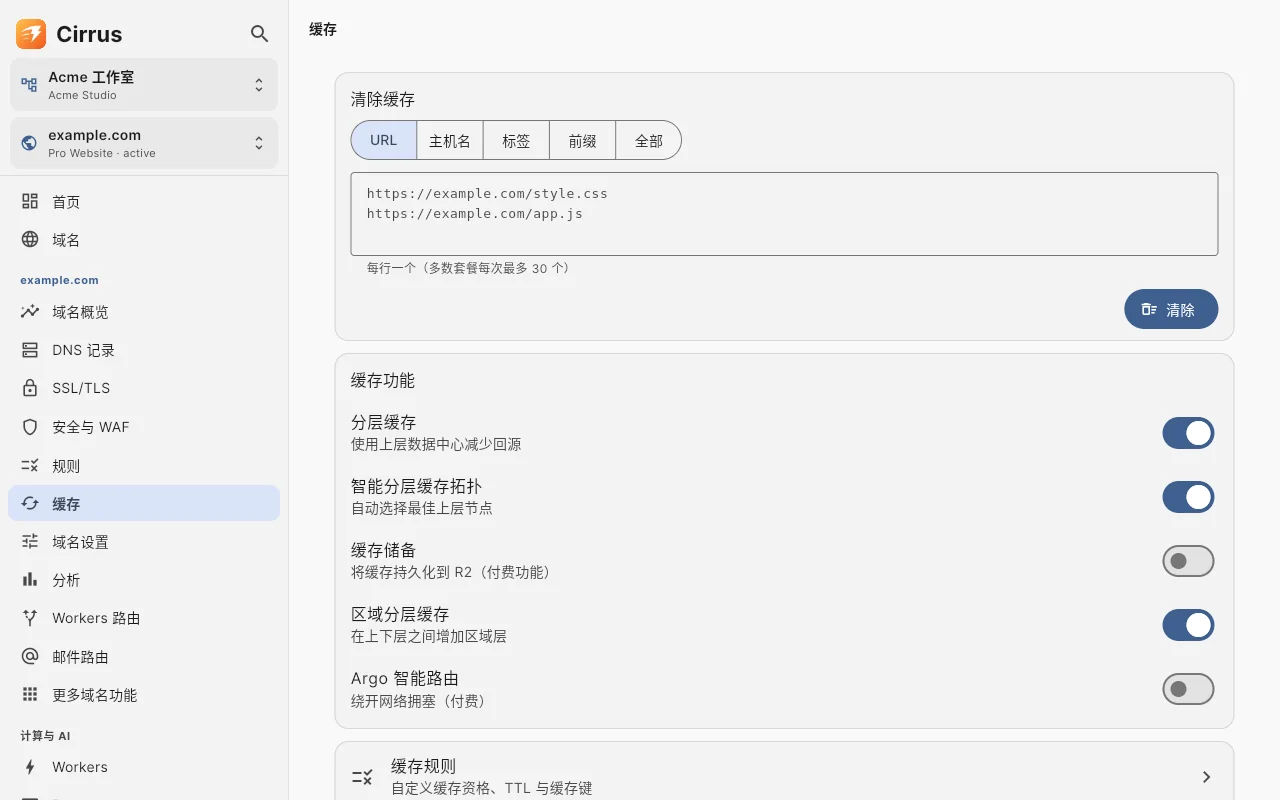 Cirrus
Acme 工作室
Acme Studio
example.com
Pro Website · active
首页
域名
example.com
域名概览
DNS 记录
SSL/TLS
安全与 WAF
规则
缓存
域名设置
分析
Workers 路由
邮件路由
更多域名功能
计算与 AI
Workers
缓存
清除缓存
URL 主机名 标签 前缀 全部
https://example.com/style.css
https://example.com/app.js
每行一个（多数套餐每次最多 30 个）
清除
缓存功能
分层缓存
使用上层数据中心减少回源
智能分层缓存拓扑
自动选择最佳上层节点
缓存储备
将缓存持久化到 R2（付费功能）
区域分层缓存
在上下层之间增加区域层
Argo 智能路由
绕开网络拥塞（付费）
缓存规则
自定义缓存资格、TTL 与缓存键